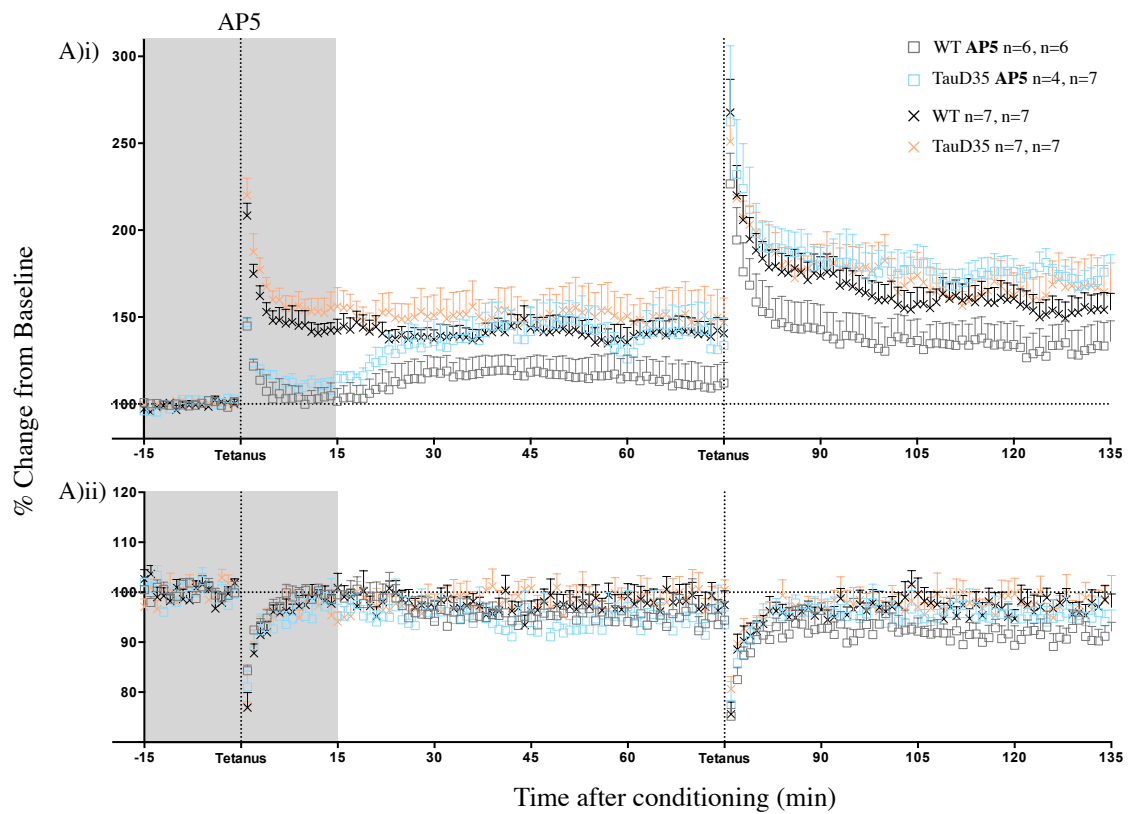 AP5
A)i)
300
250
200
150
100
WT AP5 n=6, n=6
TauD35 AP5 n=4, n=7
WT n=7, n=7
TauD35 n=7, n=7
-15 Tetanus 15 30 45 60 Tetanus 90 105 120 135
% Change from Baseline
A)ii)
120
110
100
90
80
-15 Tetanus 15 30 45 60 Tetanus 90 105 120 135
Time after conditioning (min)